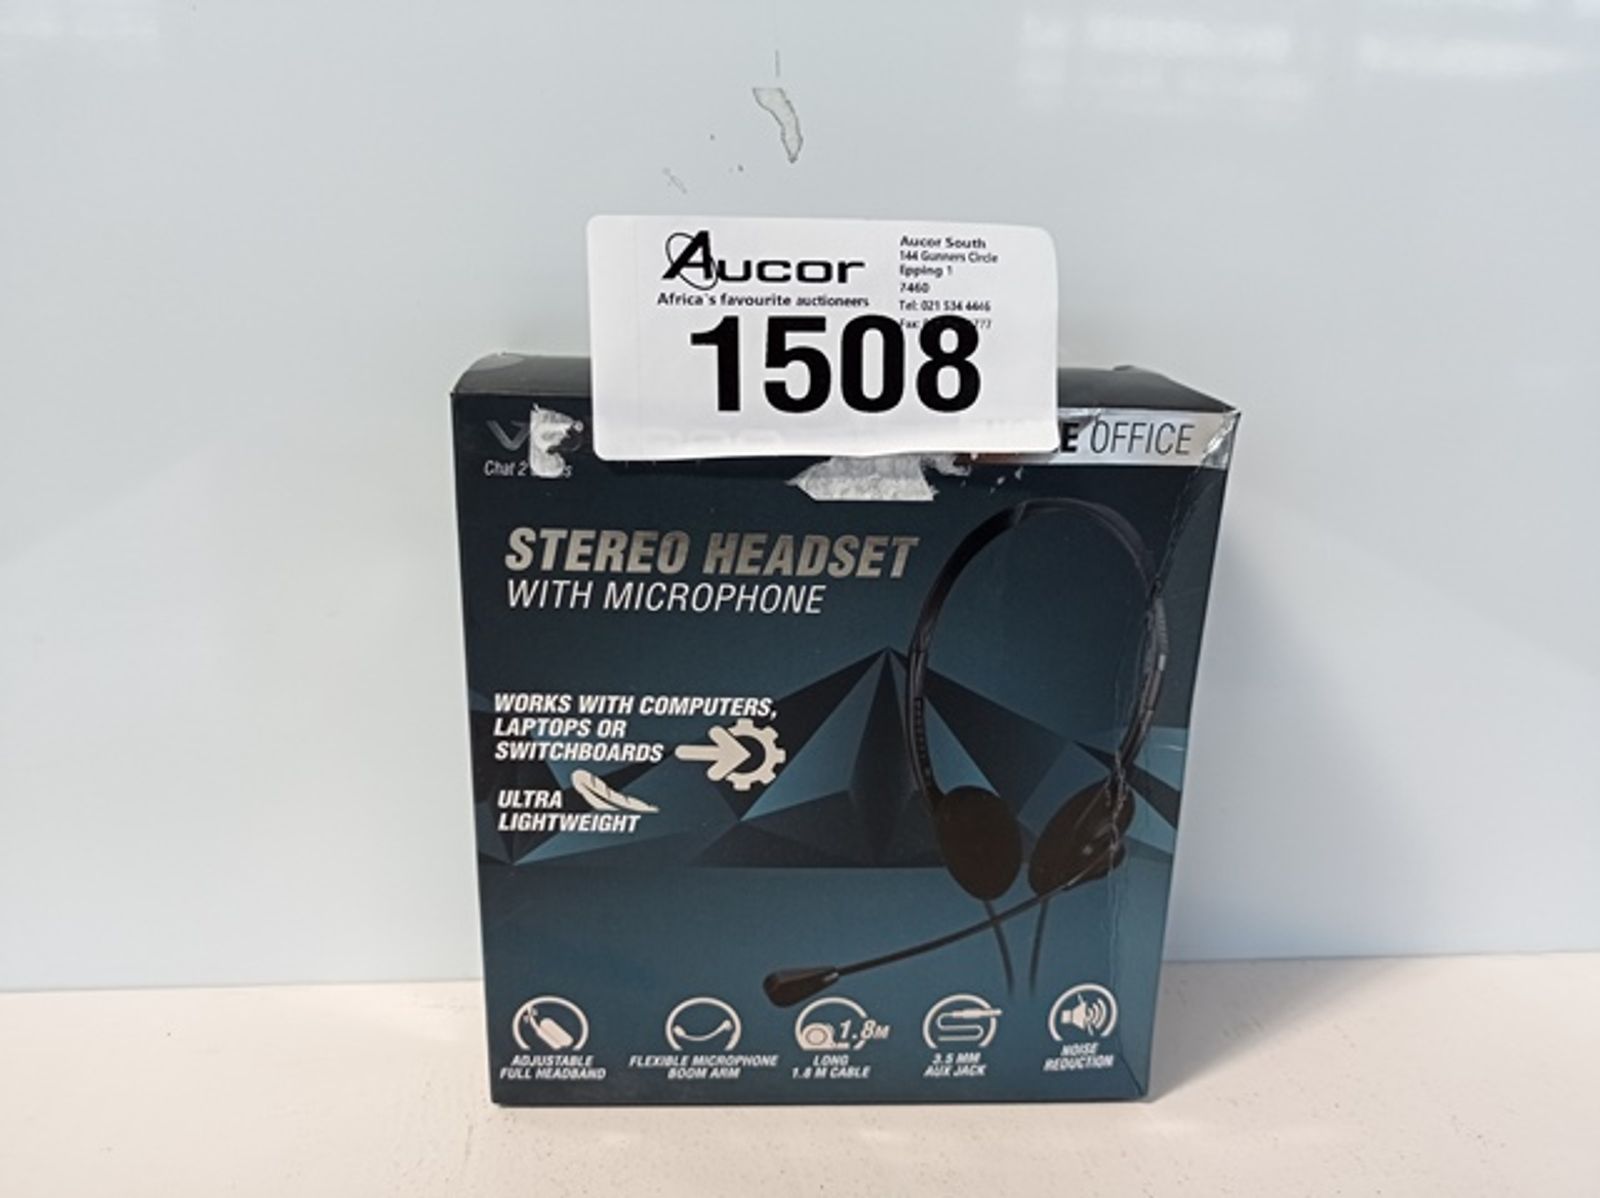 Aucor
Africa's favourite auctioneers
Aucor South
144 Gunners Circle
Epping 1
7460
Tel: 021 534 4446
Fax:
1508
Chat 2
OFFICE
STEREO HEADSET
WITH MICROPHONE
WORKS WITH COMPUTERS,
LAPTOPS OR
SWITCHBOARDS
ULTRA
LIGHTWEIGHT
1.8M
ADJUSTABLE
FULL HEADBAND
FLEXIBLE MICROPHONE
BOOM ARM
LONG
1.8 M CABLE
3.5 MM
AUX JACK
NOISE
REDUCTION